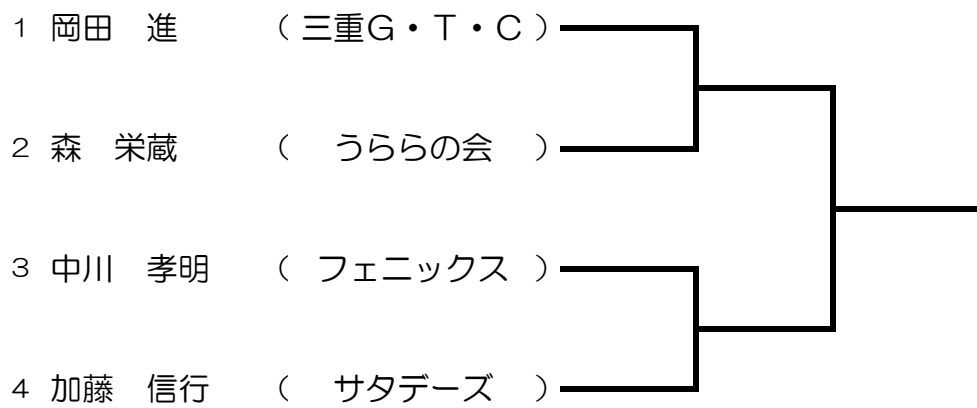 1 岡田　進 （三重G・T・C）
2 森　栄蔵 （　うららの会　）
3 中川　孝明 （　フェニックス　）
4 加藤　信行 （　サタデーズ　）